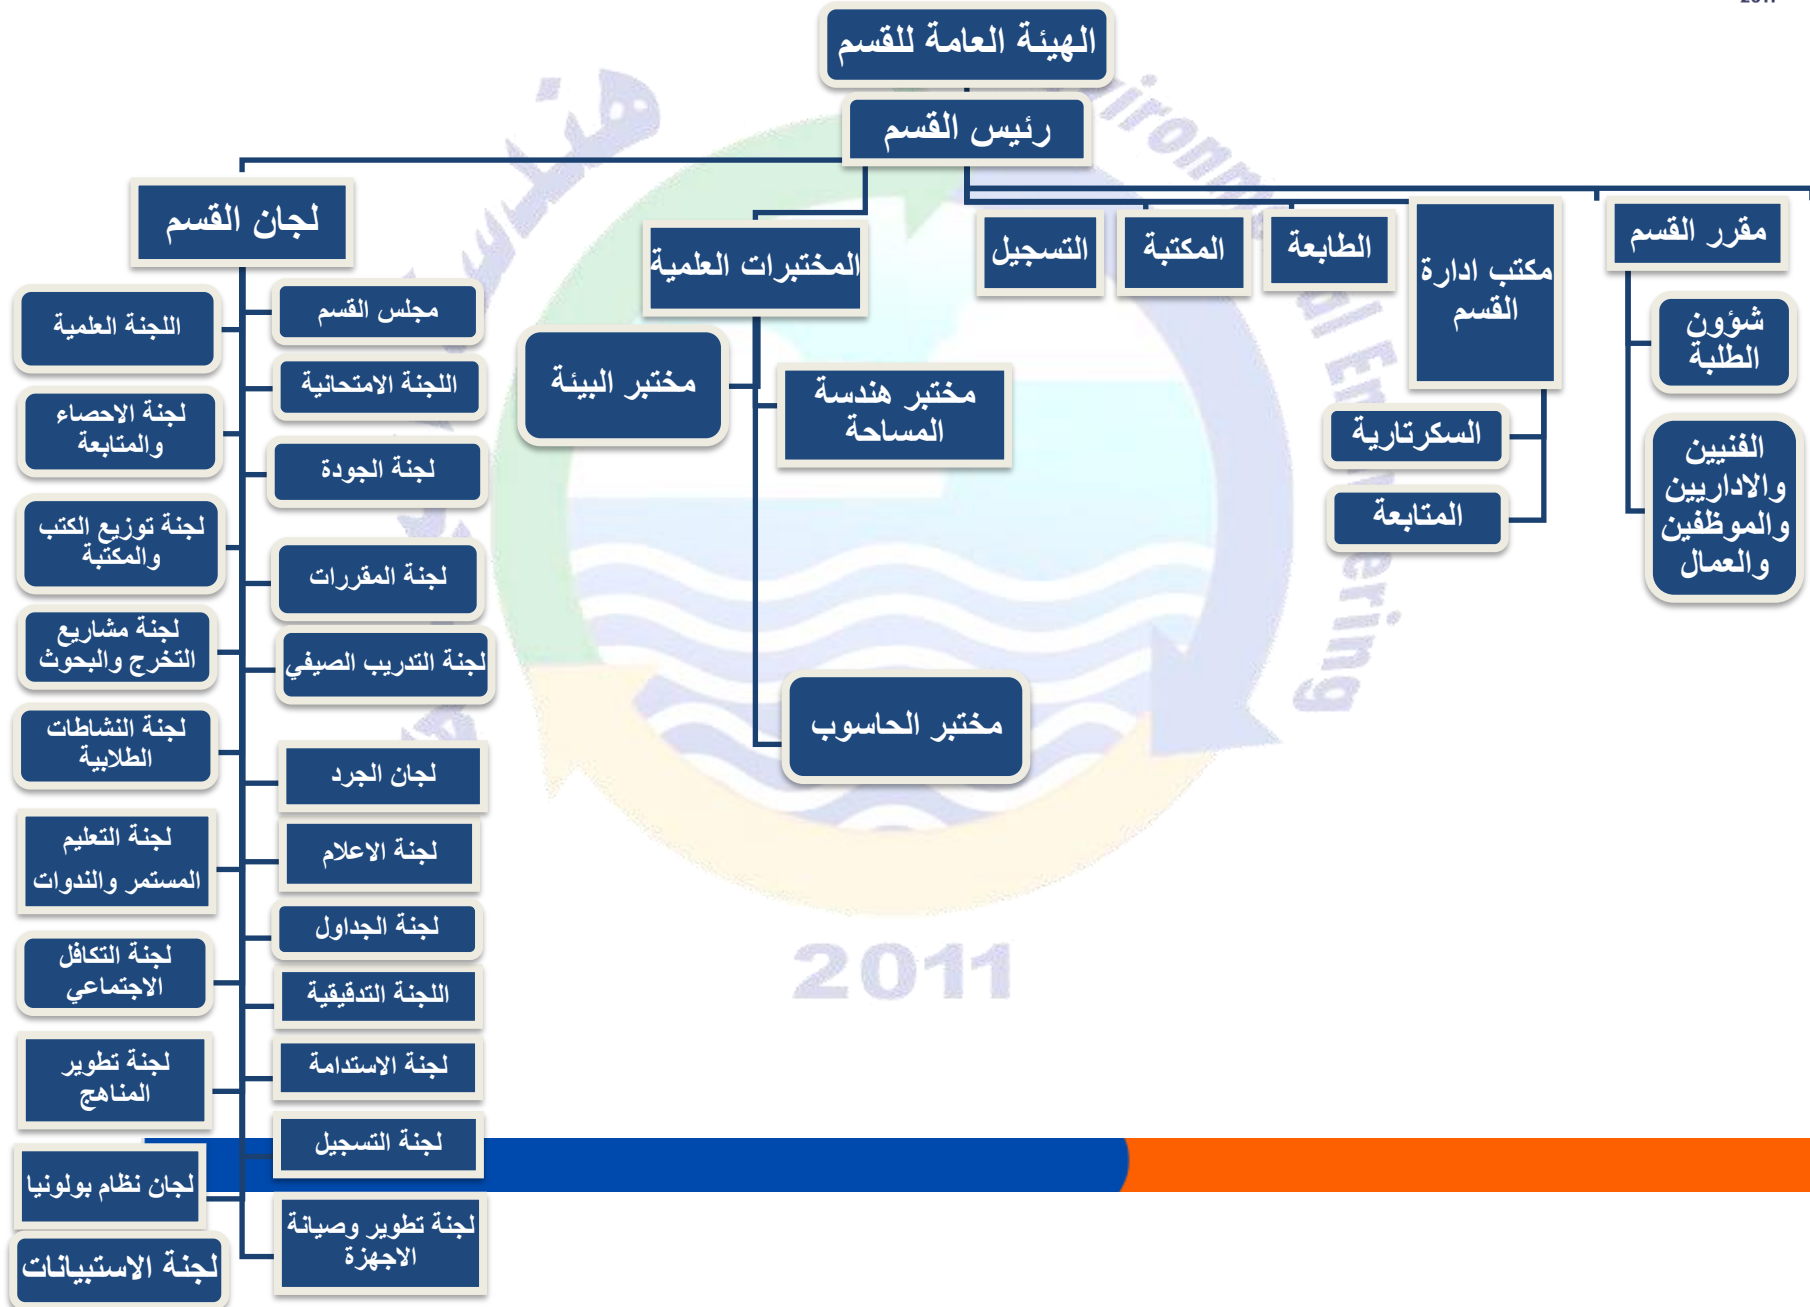 2011
الهيئة العامة للقسم
رئيس القسم
مقرر القسم
شؤون
الطلبة
الفنيين
والاداريين
والموظفين
والعمال
مكتب ادارة
القسم
السكرتارية
المتابعة
الطابعة
المكتبة
التسجيل
المختبرات العلمية
مختبر البيئة
مختبر هندسة
المساحة
مختبر الحاسوب
لجان القسم
مجلس القسم
اللجنة العلمية
اللجنة الامتحانية
لجنة الاحصاء
والمتابعة
لجنة الجودة
لجنة توزيع الكتب
والمكتبة
لجنة المقررات
لجنة مشاريع
التخرج والبحوث
لجنة التدريب الصيفي
لجنة النشاطات
الطلابية
لجان الجرد
لجنة التعليم
المستمر والندوات
لجنة الاعلام
لجنة الجداول
لجنة التكافل
الاجتماعي
اللجنة التدقيقية
لجنة الاستدامة
لجنة تطوير
المناهج
لجنة التسجيل
لجان نظام بولونيا
لجنة تطوير وصيانة
الاجهزة
لجنة الاستبيانات
2011